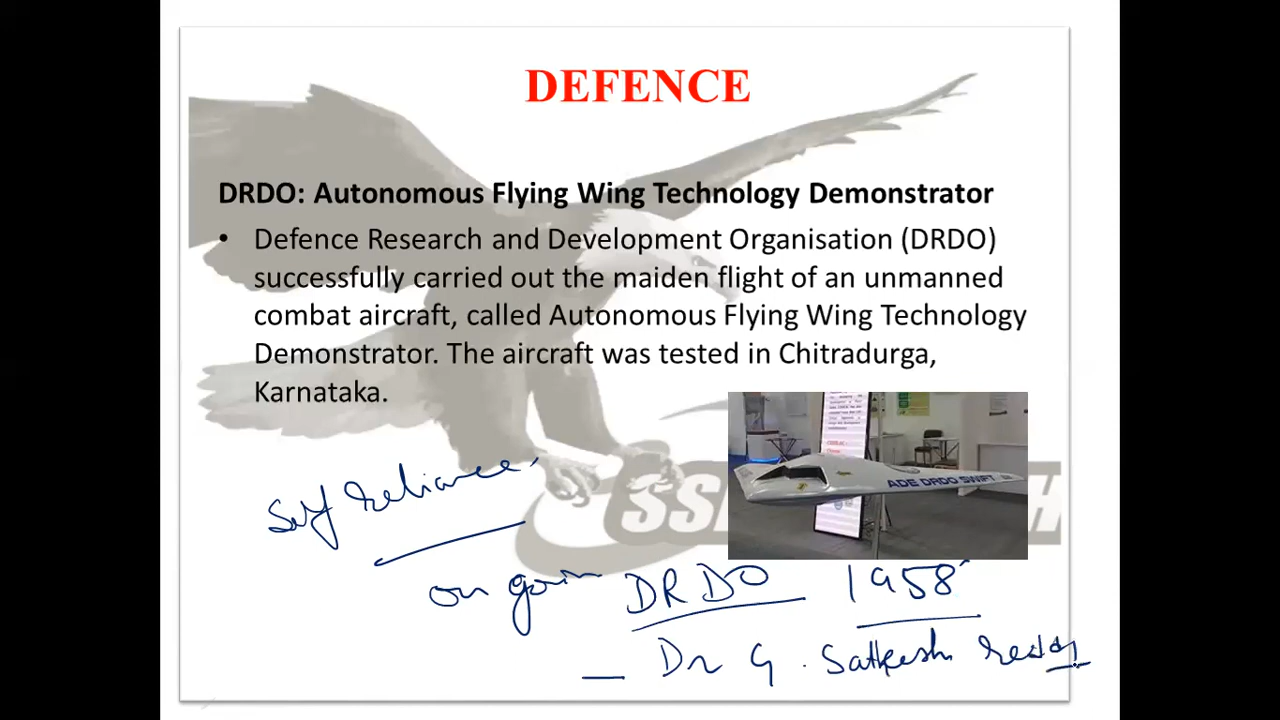 DEFENCE
DRDO: Autonomous Flying Wing Technology Demonstrator
• Defence Research and Development Organisation (DRDO)
successfully carried out the maiden flight of an unmanned
combat aircraft, called Autonomous Flying Wing Technology
Demonstrator. The aircraft was tested in Chitradurga,
Karnataka.
ADE DRDO SWIFT
Self reliance
SSB
H
on goin DRDO 1958
Dr G. Satheesh reddy